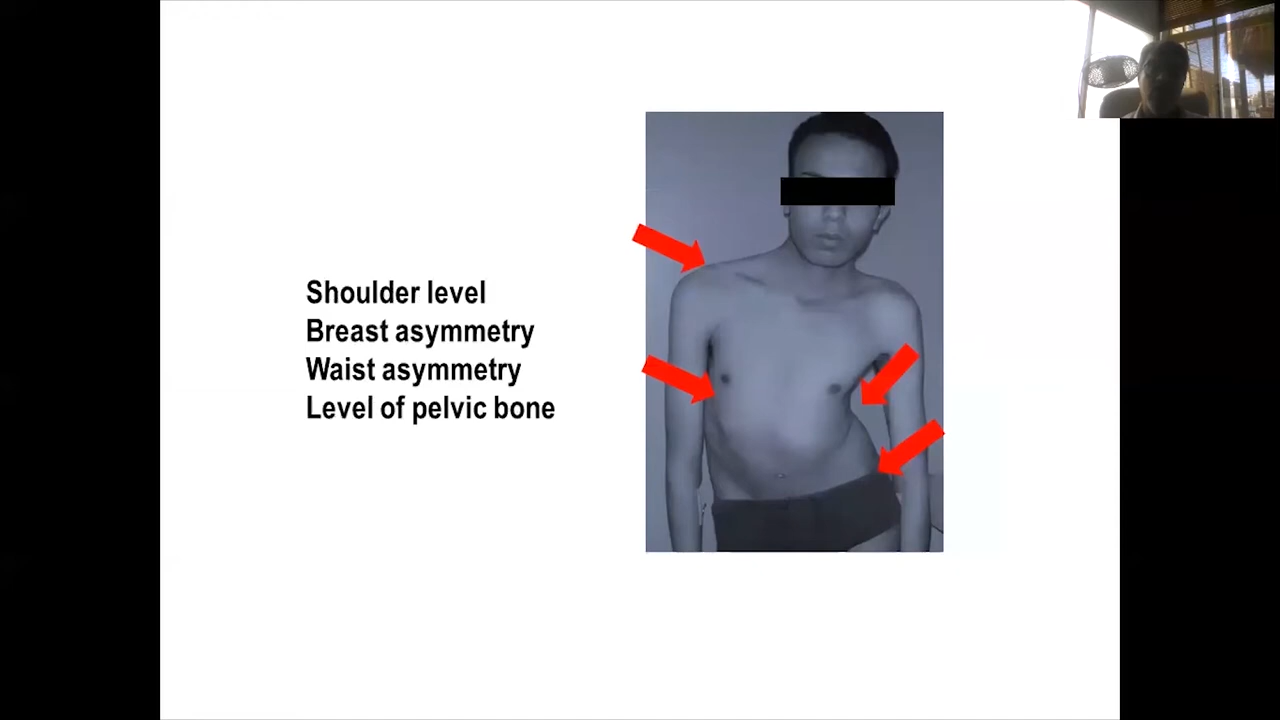 Shoulder level
Breast asymmetry
Waist asymmetry
Level of pelvic bone